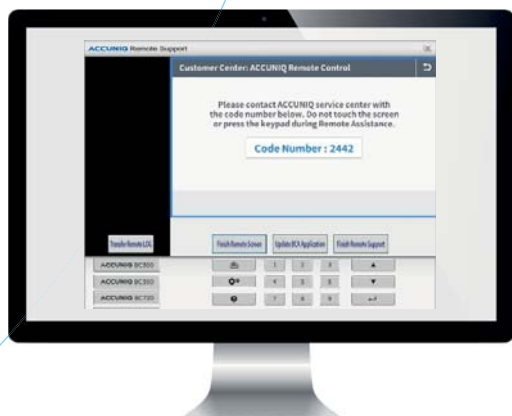 ACCUNIQ Remote Support
Customer Center: ACCUNIQ Remote Control
Please contact ACCUNIQ service center with
the code number below. Do not touch the screen
or press the keypad during Remote Assistance.
Code Number : 2442
Transfer Remote LOG
Finish Remote Screen
Update BCA Application
Finish Remote Support
ACCUNIQ BC300
1 2 3
ACCUNIQ
4 5
ACCUNIQ BC720
7 8 9